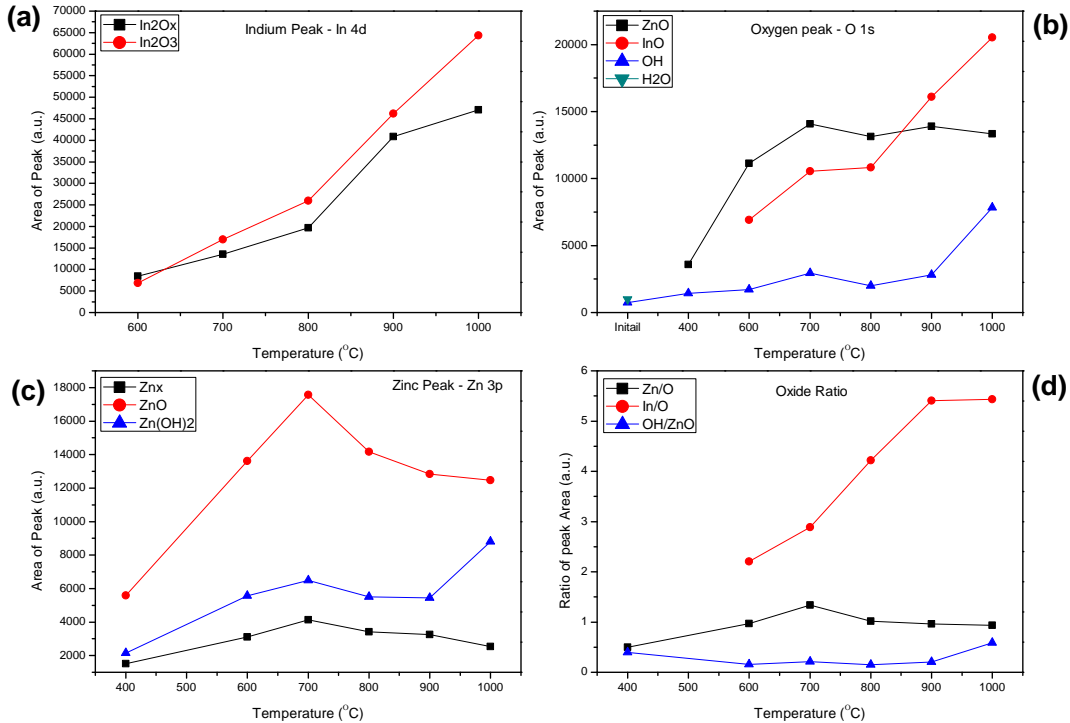 (a)
Indium Peak - In 4d
In2Ox
In2O3
Area of Peak (a.u.)
65000
60000
55000
50000
45000
40000
35000
30000
25000
20000
15000
10000
5000
0
600 700 800 900 1000
Temperature (°C)
(b)
Oxygen peak - O 1s
ZnO
InO
OH
H2O
Area of Peak (a.u.)
20000
15000
10000
5000
0
Initail 400 600 700 800 900 1000
Temperature (°C)
(c)
Zinc Peak - Zn 3p
Znx
ZnO
Zn(OH)2
Area of Peak (a.u.)
18000
16000
14000
12000
10000
8000
6000
4000
2000
400 500 600 700 800 900 1000
Temperature (°C)
(d)
Oxide Ratio
Zn/O
In/O
OH/ZnO
Ratio of peak Area (a.u.)
6
5
4
3
2
1
0
400 600 700 800 900 1000
Temperature (°C)